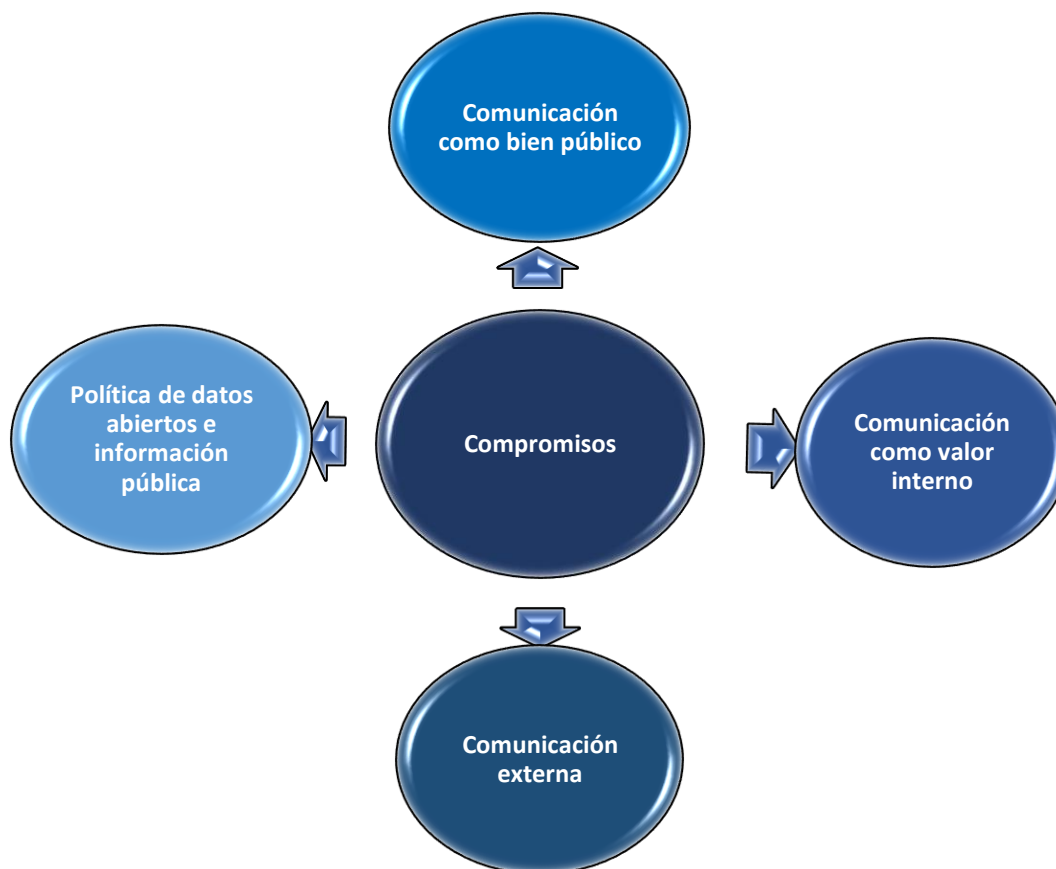 Comunicación
como bien público
Política de datos
abiertos e
información
pública
Compromisos
Comunicación
como valor
interno
Comunicación
externa